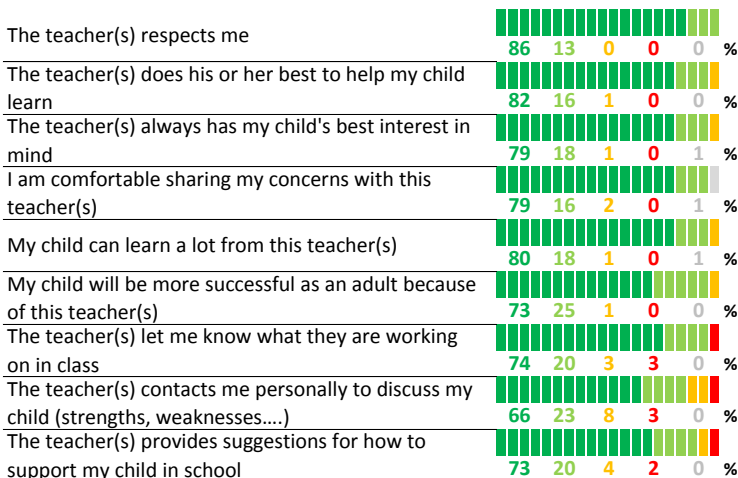 The teacher(s) respects me
86 13 0 0 0 %
The teacher(s) does his or her best to help my child
learn
82 16 1 0 0 %
The teacher(s) always has my child's best interest in
mind
79 18 1 0 1 %
I am comfortable sharing my concerns with this
teacher(s)
79 16 2 0 1 %
My child can learn a lot from this teacher(s)
80 18 1 0 1 %
My child will be more successful as an adult because
of this teacher(s)
73 25 1 0 0 %
The teacher(s) let me know what they are working
on in class
74 20 3 3 0 %
The teacher(s) contacts me personally to discuss my
child (strengths, weaknesses....)
66 23 8 3 0 %
The teacher(s) provides suggestions for how to
support my child in school
73 20 4 2 0 %